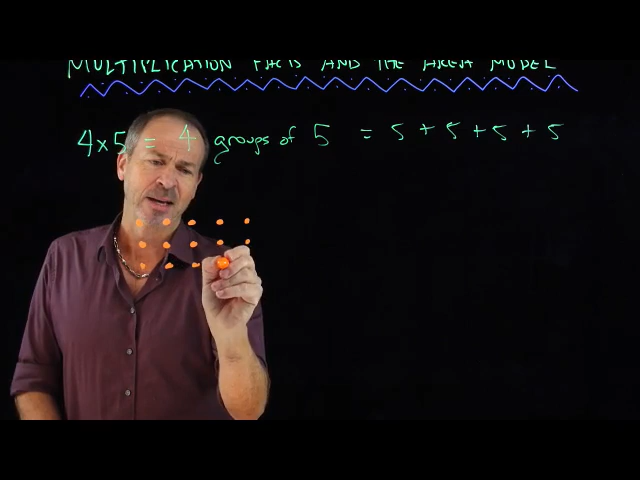 MULTIPLICATION FACTS AND THE AREA MODEL
4×5 = 4 groups of 5 = 5 + 5 + 5 + 5